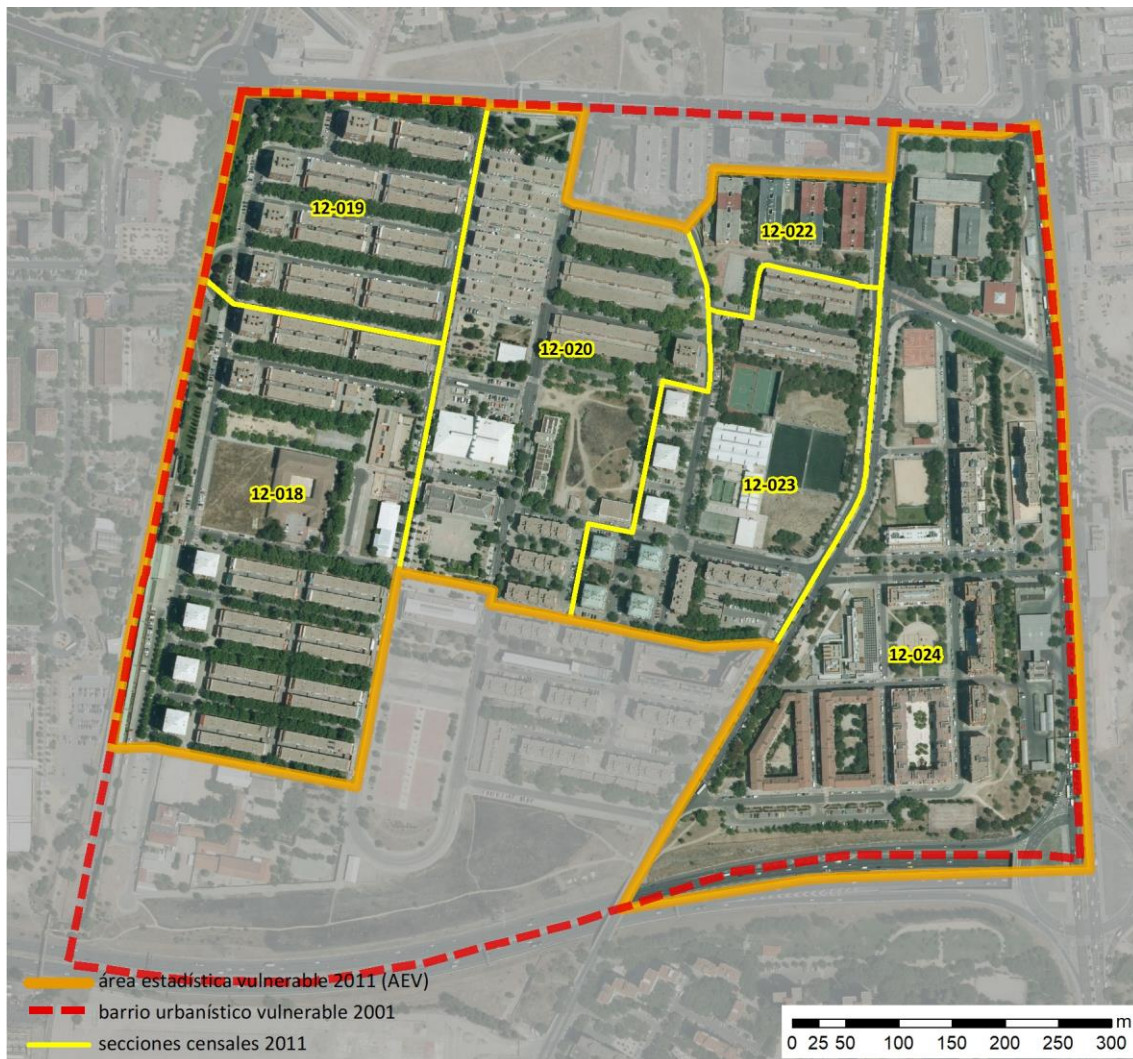 12-019
12-022
12-020
12-018
12-023
12-024
área estadística vulnerable 2011 (AEV)
barrio urbanístico vulnerable 2001
secciones censales 2011
m
0 25 50 100 150 200 250 300